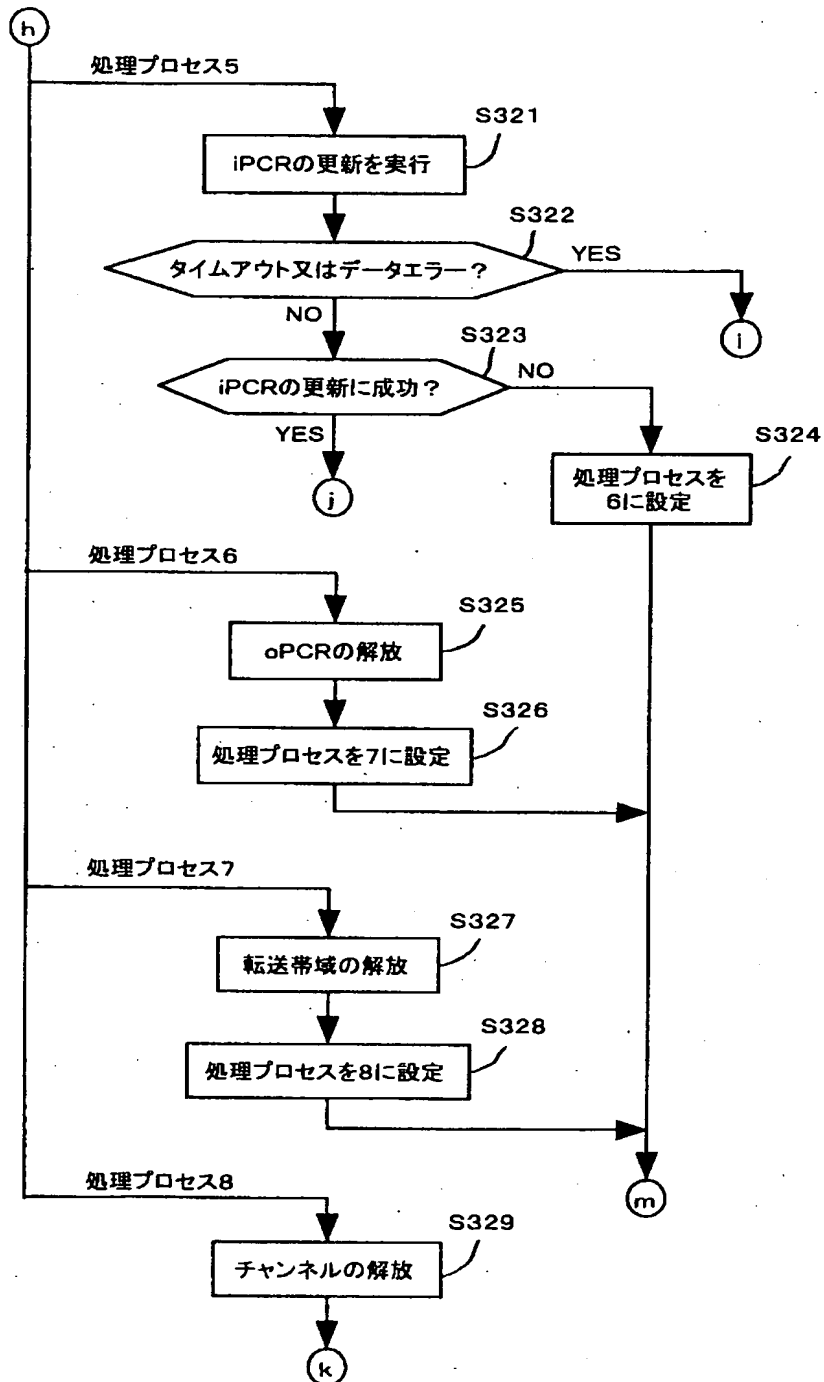 h
処理プロセス5
S321
iPCRの更新を実行
S322
タイムアウト又はデータエラー？
YES
i
NO
S323
iPCRの更新に成功？
NO
YES
j
S324
処理プロセスを
6に設定
処理プロセス6
S325
oPCRの解放
S326
処理プロセスを7に設定
処理プロセス7
S327
転送帯域の解放
S328
処理プロセスを8に設定
m
処理プロセス8
S329
チャンネルの解放
k